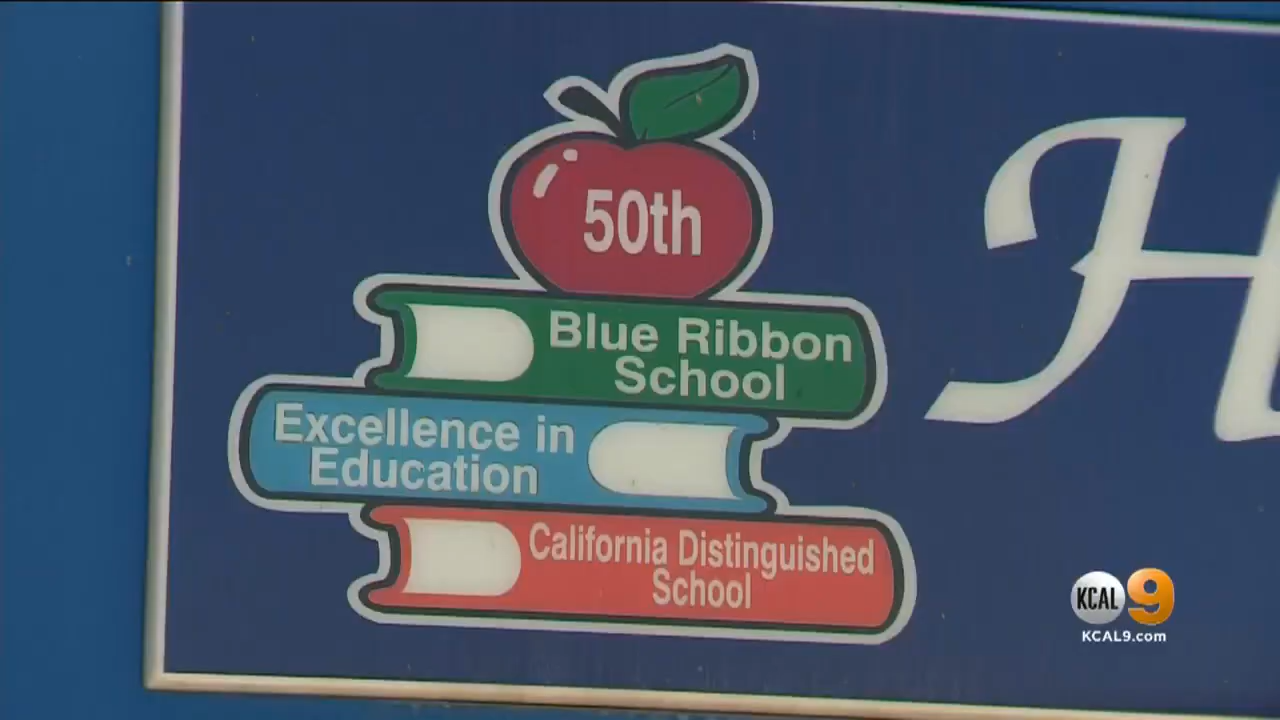 50th
Blue Ribbon
School
Excellence in
Education
California Distinguished
School
H
KCAL 9
KCAL9.com